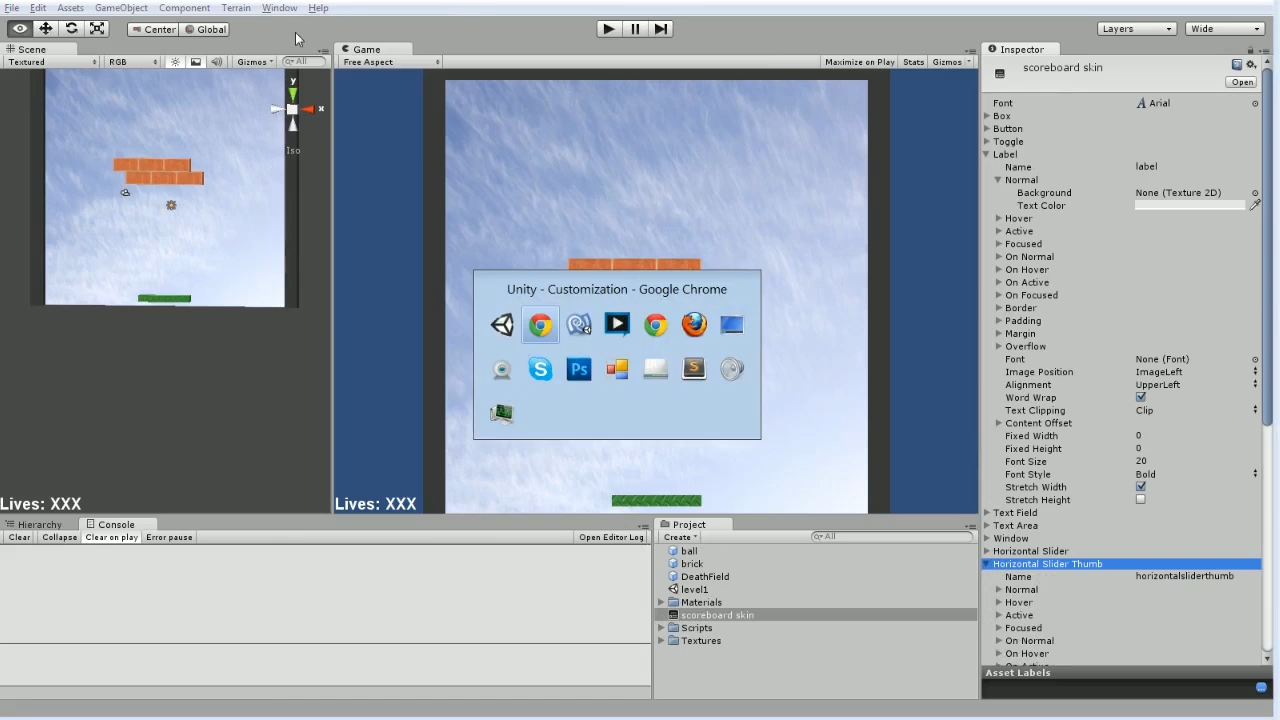 File Edit Assets GameObject Component Terrain Window Help
Center Global Layers Wide
Scene
Textured RGB Gizmos All
y
x
Iso
Lives: XXX
Game
Free Aspect Maximize on Play Stats Gizmos
Unity - Customization - Google Chrome
Ps
S
Lives: XXX
Hierarchy Console
Clear Collapse Clear on play Error pause Open Editor Log
Project
Create All
ball
brick
DeathField
level1
Materials
scoreboard skin
Scripts
Textures
Inspector
scoreboard skin
Open
Font Arial
Box
Button
Toggle
Label
Name label
Normal
Background None (Texture 2D)
Text Color
Hover
Active
Focused
On Normal
On Hover
On Active
On Focused
Border
Padding
Margin
Overflow
Font None (Font)
Image Position ImageLeft
Alignment UpperLeft
Word Wrap
Text Clipping Clip
Content Offset
Fixed Width 0
Fixed Height 0
Font Size 20
Font Style Bold
Stretch Width
Stretch Height
Text Field
Text Area
Window
Horizontal Slider
Horizontal Slider Thumb
Name horizontalsliderthumb
Normal
Hover
Active
Focused
On Normal
On Hover
On Active
Asset Labels